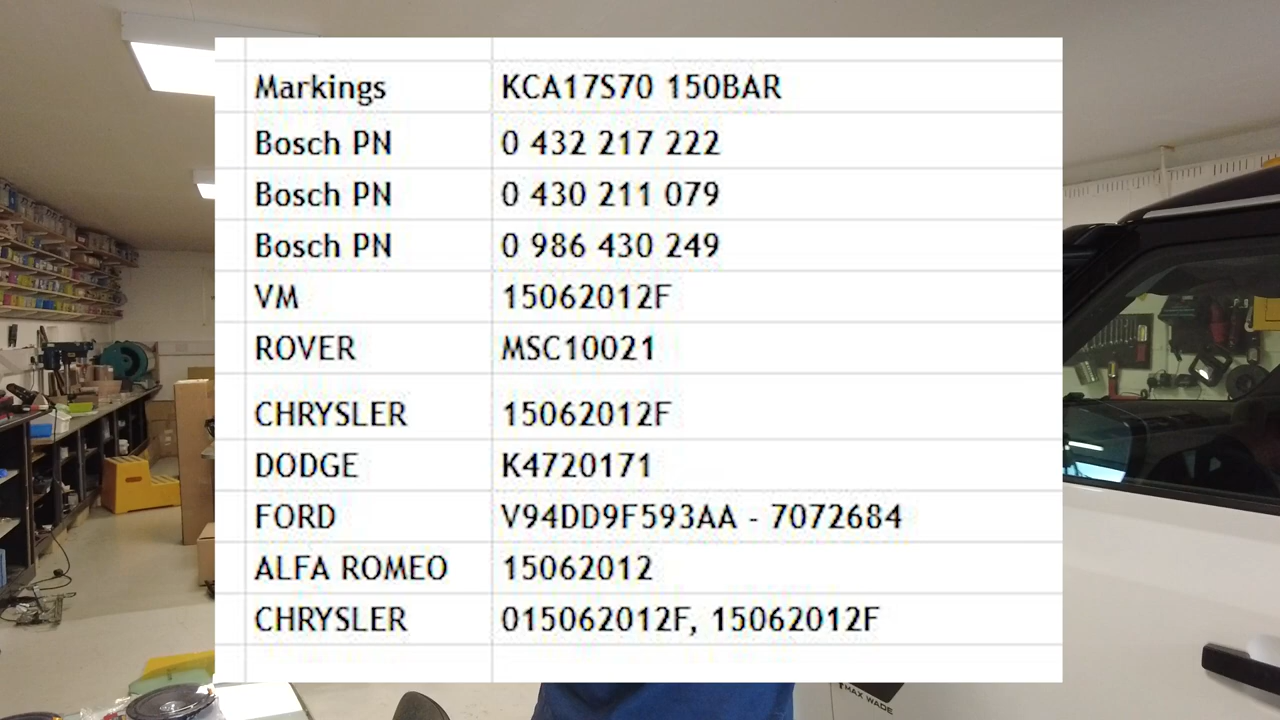 Markings KCA17S70 150BAR
Bosch PN 0 432 217 222
Bosch PN 0 430 211 079
Bosch PN 0 986 430 249
VM 15062012F
ROVER MSC10021
CHRYSLER 15062012F
DODGE K4720171
FORD V94DD9F593AA - 7072684
ALFA ROMEO 15062012
CHRYSLER 015062012F, 15062012F
MAX WADE